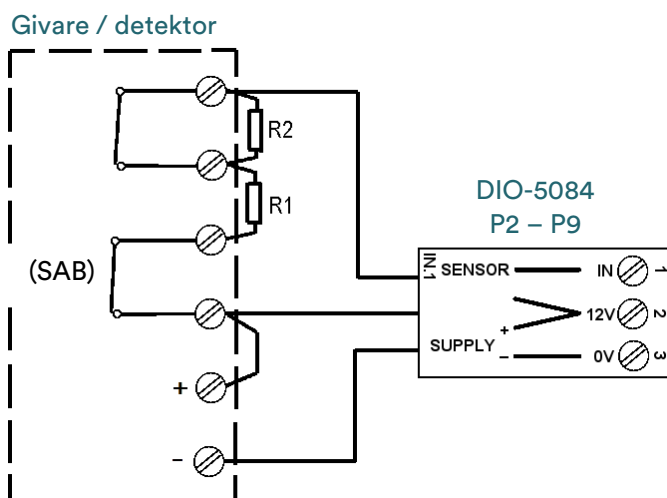 Givare / detektor
R2
R1
(SAB)
+
-
DIO-5084
P2 – P9
IN.1
SENSOR
IN
1
12V
2
+
SUPPLY
–
0V
3